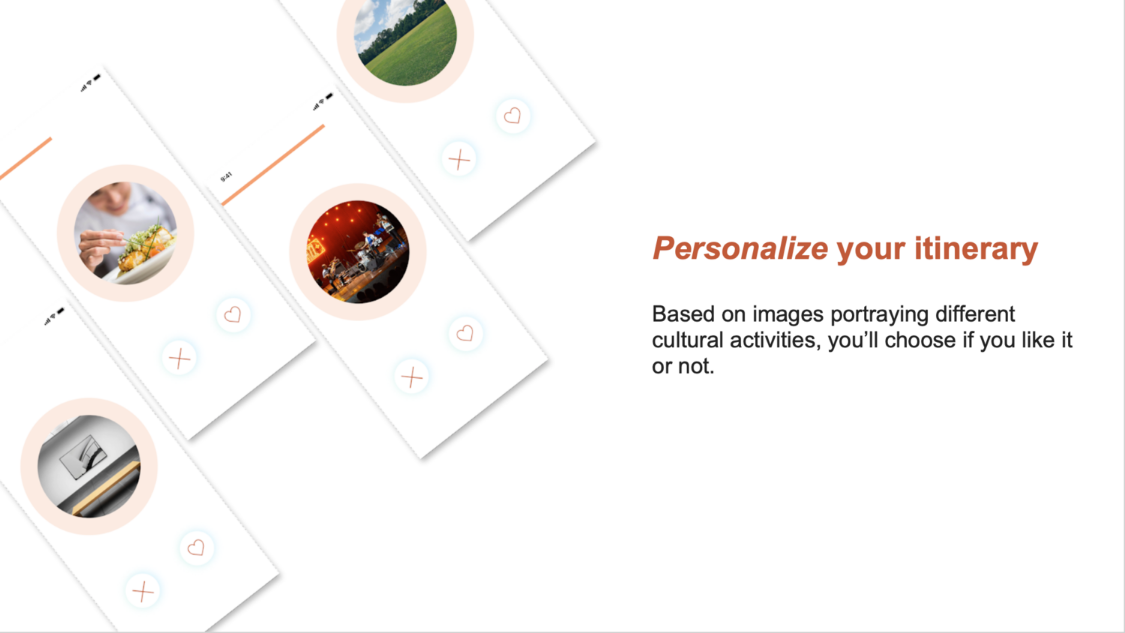 9:41
Personalize your itinerary
Based on images portraying different
cultural activities, you’ll choose if you like it
or not.